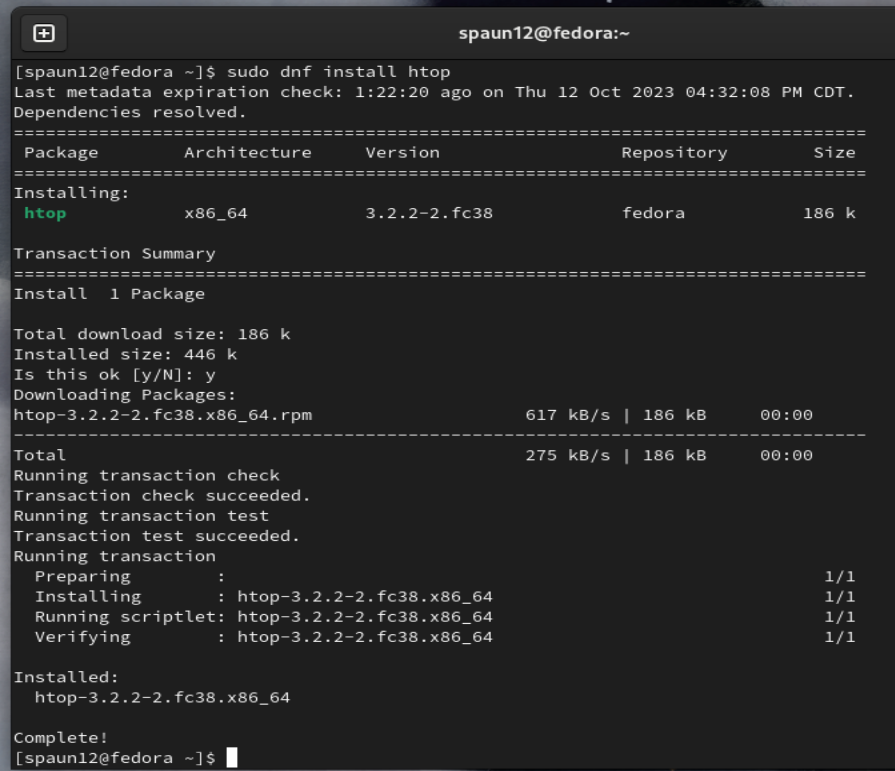 spaun12@fedora:~
[spaun12@fedora ~]$ sudo dnf install htop
Last metadata expiration check: 1:22:20 ago on Thu 12 Oct 2023 04:32:08 PM CDT.
Dependencies resolved.
================================================================================
 Package        Architecture     Version                 Repository        Size
================================================================================
Installing:
 htop           x86_64           3.2.2-2.fc38            fedora           186 k

Transaction Summary
================================================================================
Install  1 Package

Total download size: 186 k
Installed size: 446 k
Is this ok [y/N]: y
Downloading Packages:
htop-3.2.2-2.fc38.x86_64.rpm                    617 kB/s | 186 kB     00:00
--------------------------------------------------------------------------------
Total                                           275 kB/s | 186 kB     00:00
Running transaction check
Transaction check succeeded.
Running transaction test
Transaction test succeeded.
Running transaction
  Preparing        :                                                        1/1
  Installing       : htop-3.2.2-2.fc38.x86_64                               1/1
  Running scriptlet: htop-3.2.2-2.fc38.x86_64                               1/1
  Verifying        : htop-3.2.2-2.fc38.x86_64                               1/1

Installed:
  htop-3.2.2-2.fc38.x86_64

Complete!
[spaun12@fedora ~]$